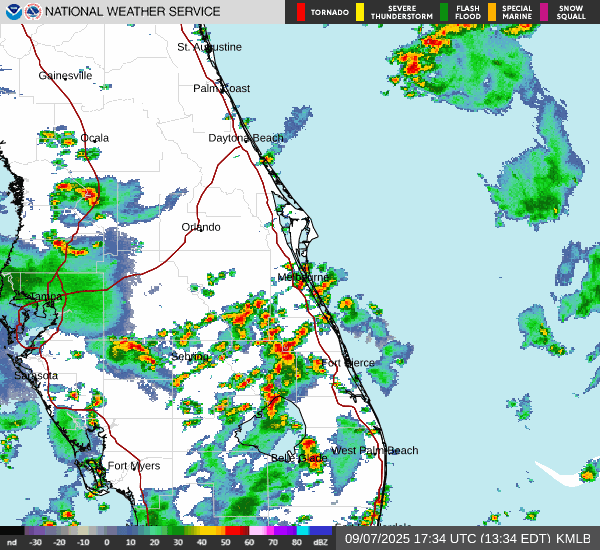 NATIONAL WEATHER SERVICE
TORNADO
SEVERE THUNDERSTORM
FLASH FLOOD
SPECIAL MARINE
SNOW SQUALL
St. Augustine
Gainesville
Palm Coast
Ocala
Daytona Beach
Orlando
Melbourne
Tampa
Sebring
Fort Pierce
Sarasota
West Palm Beach
Belle Glade
Fort Myers
nd -30 -20 -10 0 10 20 30 40 50 60 70 80 dBZ
09/07/2025 17:34 UTC (13:34 EDT) KMLB